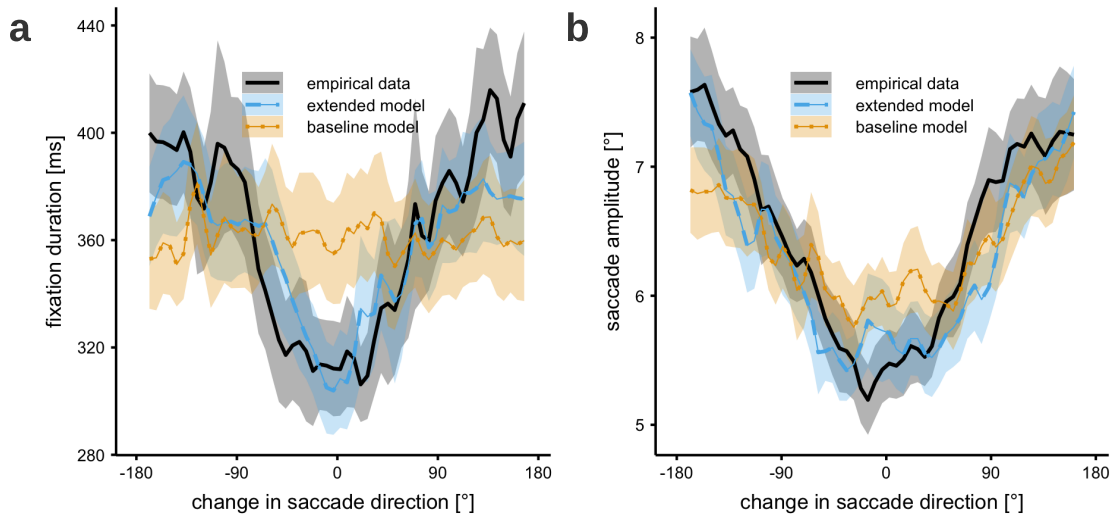 a
fixation duration [ms]
440
400
360
320
280
empirical data
extended model
baseline model
-180 -90 0 90 180
change in saccade direction [°]
b
saccade amplitude [°]
8
7
6
5
empirical data
extended model
baseline model
-180 -90 0 90 180
change in saccade direction [°]